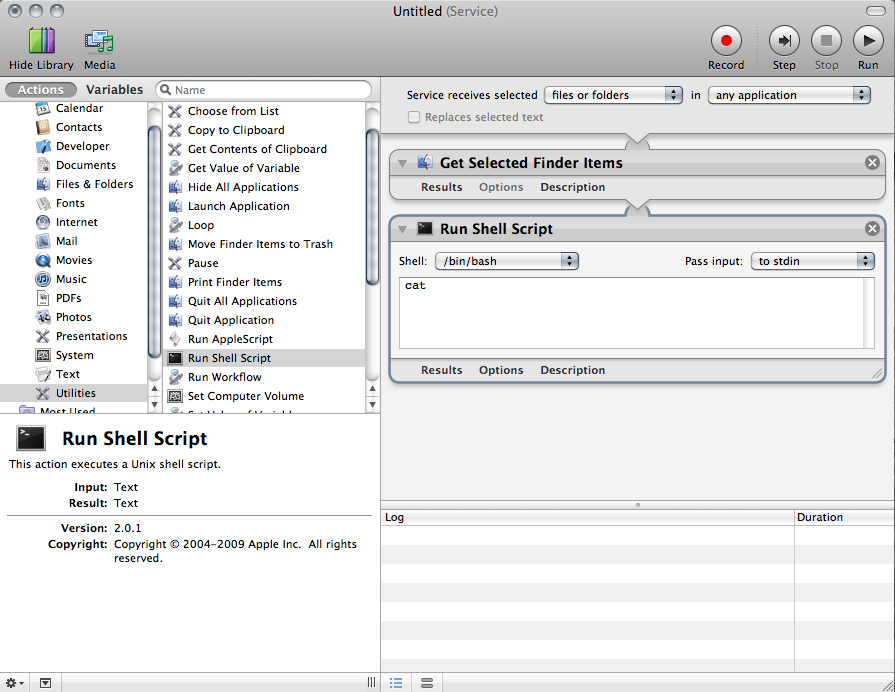 Untitled (Service)
Hide Library Media
Record Step Stop Run
Actions Variables Name
Calendar
Contacts
Developer
Documents
Files & Folders
Fonts
Internet
Mail
Movies
Music
PDFs
Photos
Presentations
System
Text
Utilities
Most Used
Choose from List
Copy to Clipboard
Get Contents of Clipboard
Get Value of Variable
Hide All Applications
Launch Application
Loop
Move Finder Items to Trash
Pause
Print Finder Items
Quit All Applications
Quit Application
Run AppleScript
Run Shell Script
Run Workflow
Set Computer Volume
Set Value of Variable
Run Shell Script
This action executes a Unix shell script.
Input: Text
Result: Text
Version: 2.0.1
Copyright: Copyright © 2004-2009 Apple Inc. All rights
reserved.
Service receives selected files or folders in any application
Replaces selected text
Get Selected Finder Items
Results Options Description
Run Shell Script
Shell: /bin/bash Pass input: to stdin
cat
Results Options Description
Log Duration